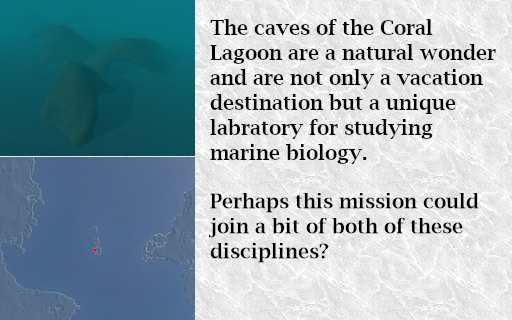 The caves of the Coral
Lagoon are a natural wonder
and are not only a vacation
destination but a unique
labratory for studying
marine biology.
Perhaps this mission could
join a bit of both of these
disciplines?